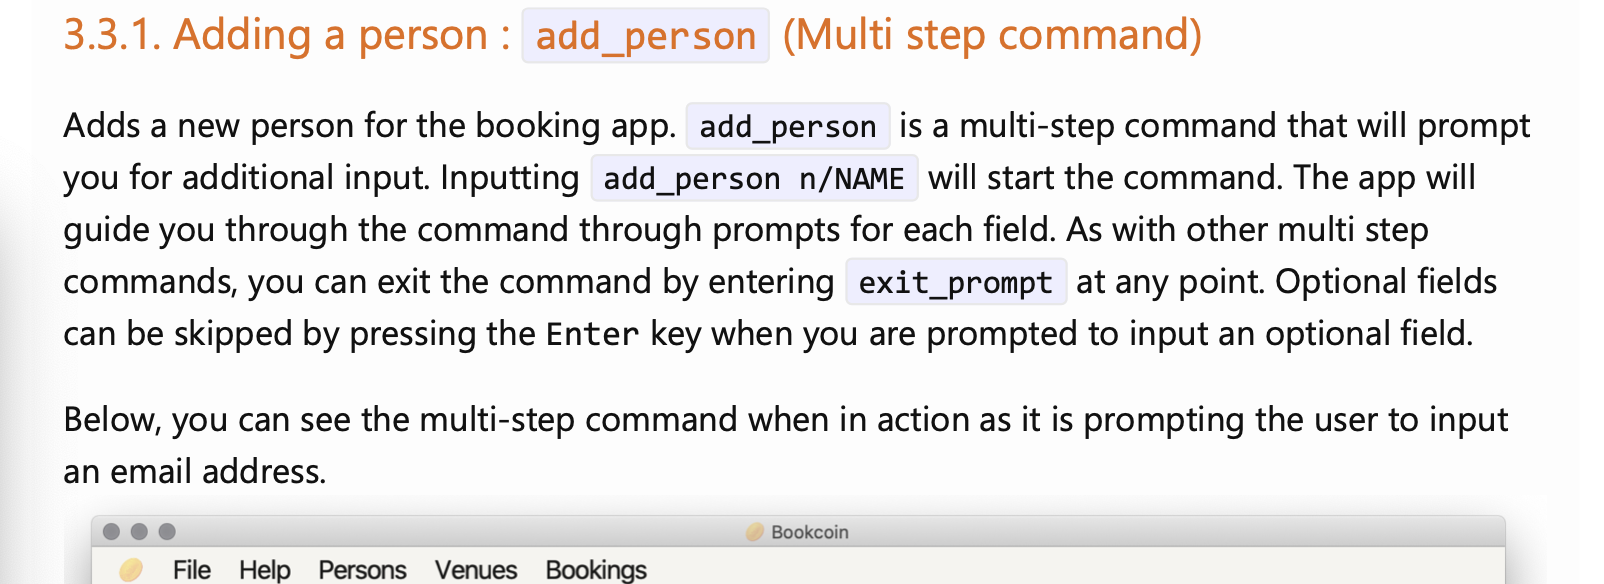 3.3.1. Adding a person : add_person (Multi step command)
Adds a new person for the booking app. add_person is a multi-step command that will prompt
you for additional input. Inputting add_person n/NAME will start the command. The app will
guide you through the command through prompts for each field. As with other multi step
commands, you can exit the command by entering exit_prompt at any point. Optional fields
can be skipped by pressing the Enter key when you are prompted to input an optional field.
Below, you can see the multi-step command when in action as it is prompting the user to input
an email address.
Bookcoin
File Help Persons Venues Bookings